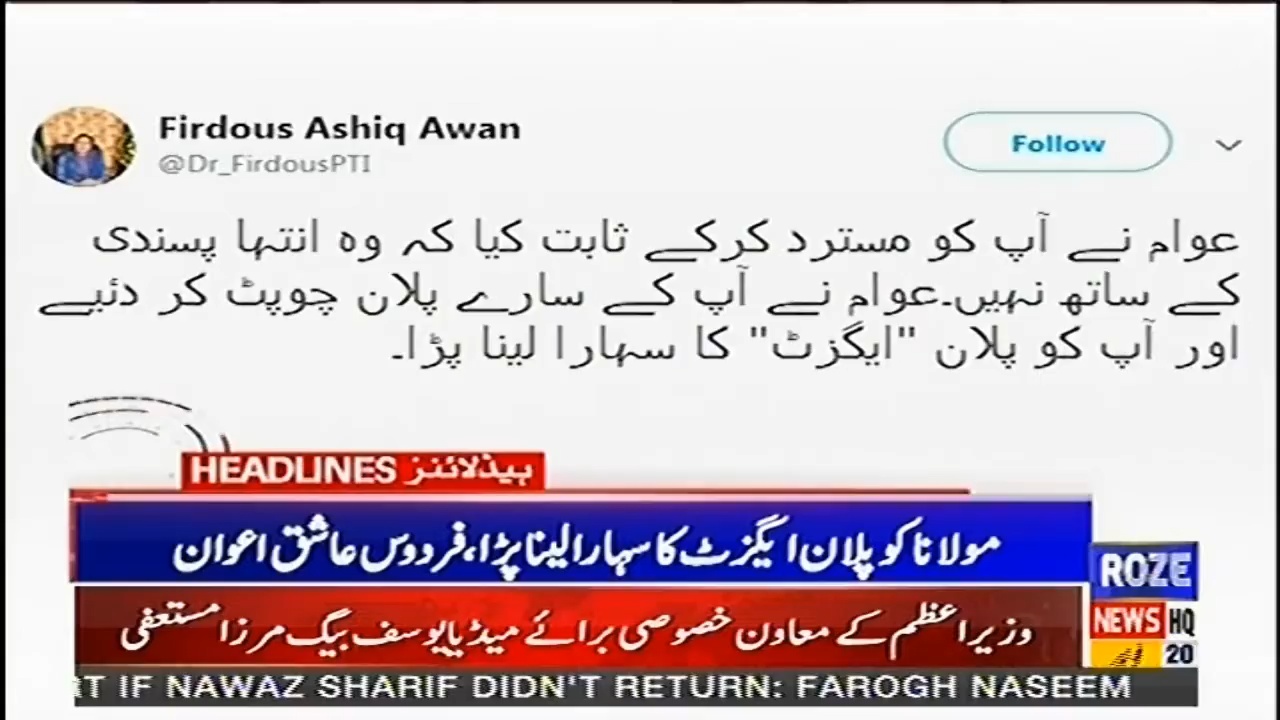 Firdous Ashiq Awan
@Dr_FirdousPTI
Follow
عوام نے آپ کو مسترد کرکے ثابت کیا کہ وہ انتہا پسندی
کے ساتھ نہیں۔عوام نے آپ کے سارے پلان چوپٹ کر دئیے
اور آپ کو پلان "ایگزٹ" کا سہارا لینا پڑا۔
HEADLINES ہیڈلائنز
مولانا کو پلان ایگزٹ کا سہارا لینا پڑا، فردوس عاشق اعوان
وزیراعظم کے معاون خصوصی برائے میڈیا یوسف بیگ مرزا مستعفی
ROZE
NEWS HQ
20
IF NAWAZ SHARIF DIDN'T RETURN: FAROGH NASEEM